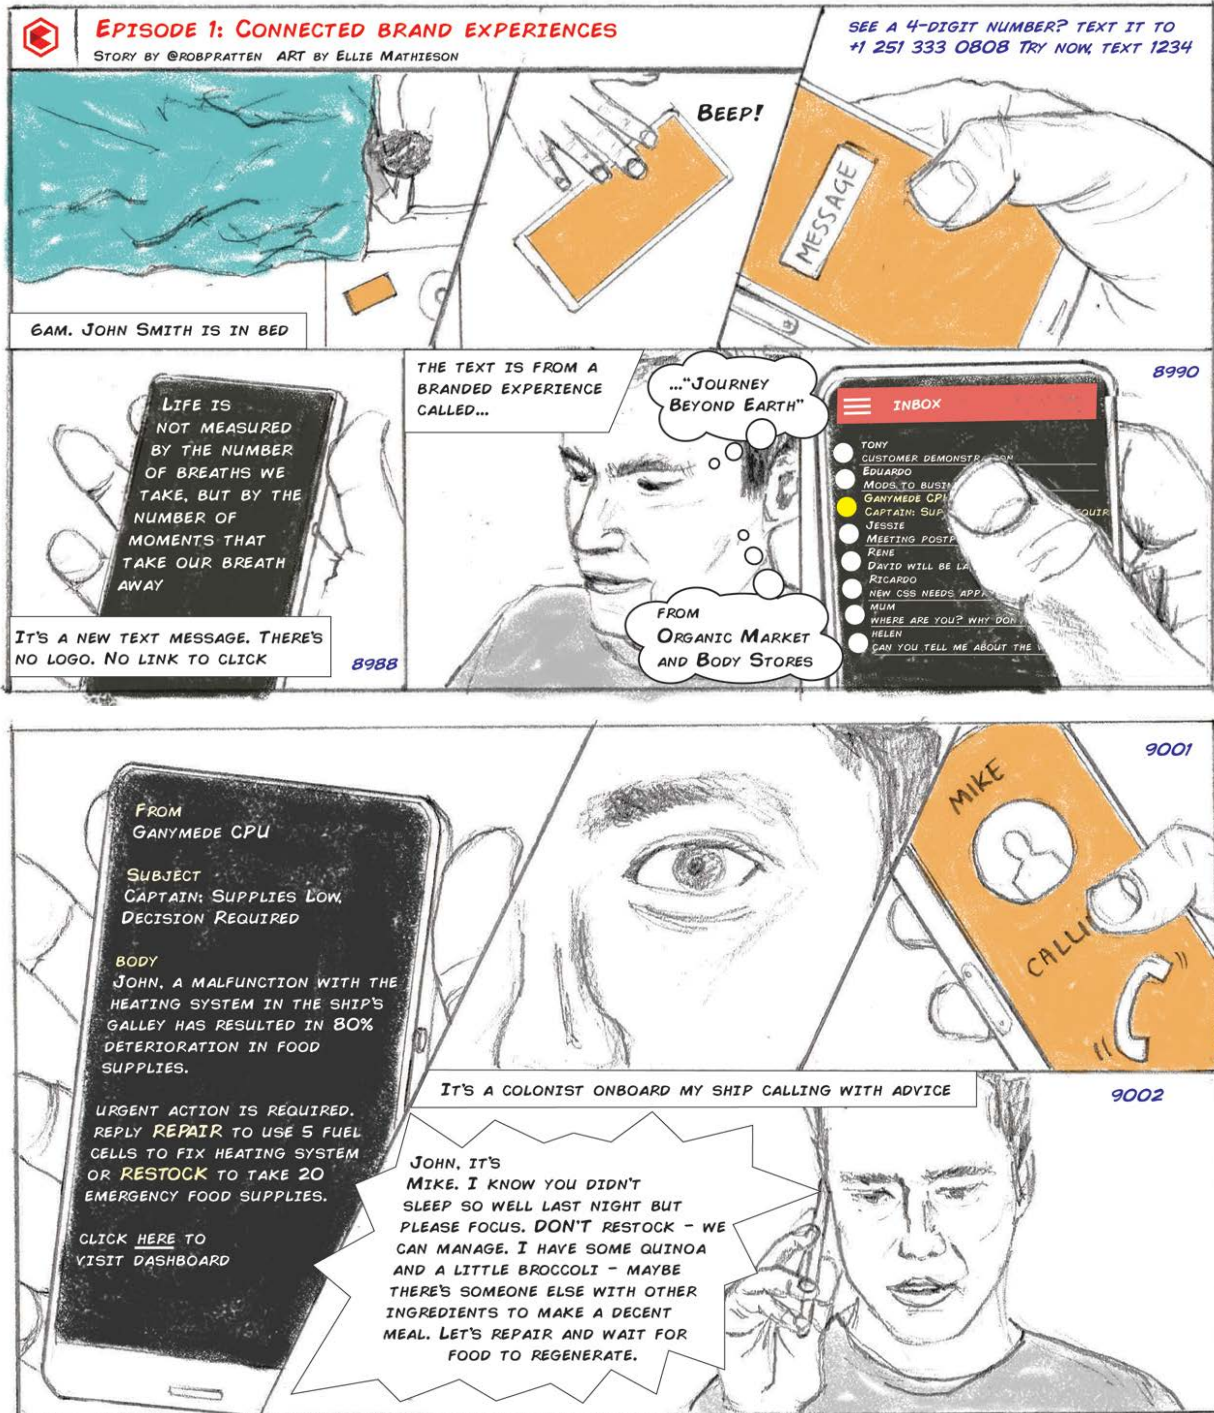 Episode 1: Connected brand experiences
Story by @robpratten ART by Ellie Mathieson
see a 4-digit number? text it to
+1 251 333 0808 Try now, text 1234
6am. John Smith is in bed
Beep!
MESSAGE
Life is
not measured
by the number
of breaths we
take, but by the
number of
moments that
take our breath
away
It's a new text message. There's
no logo. No link to click
8988
the text is from a
branded experience
called...
..."Journey
Beyond Earth"
from
Organic Market
and Body Stores
8990
inbox
Tony
customer
Eduardo
Mods to
Ganymede
Captain:
Jessie
Meeting
Rene
David will be
Ricardo
new css needs
mum
where are you? why
Helen
can you tell me about the
From
Ganymede CPU
Subject
Captain: Supplies Low,
Decision Required
body
John, a malfunction with the
heating system in the ship's
galley has resulted in 80%
deterioration in food
supplies.
urgent action is required.
reply REPAIR to use 5 fuel
cells to fix heating system
or RESTOCK to take 20
emergency food supplies.
click here to
visit dashboard
9001
MIKE
It's a colonist onboard my ship calling with advice
9002
John, it's
Mike. I know you didn't
sleep so well last night but
please focus. DON'T restock - we
can manage. I have some quinoa
and a little broccoli - maybe
there's someone else with other
ingredients to make a decent
meal. Let's repair and wait for
food to regenerate.